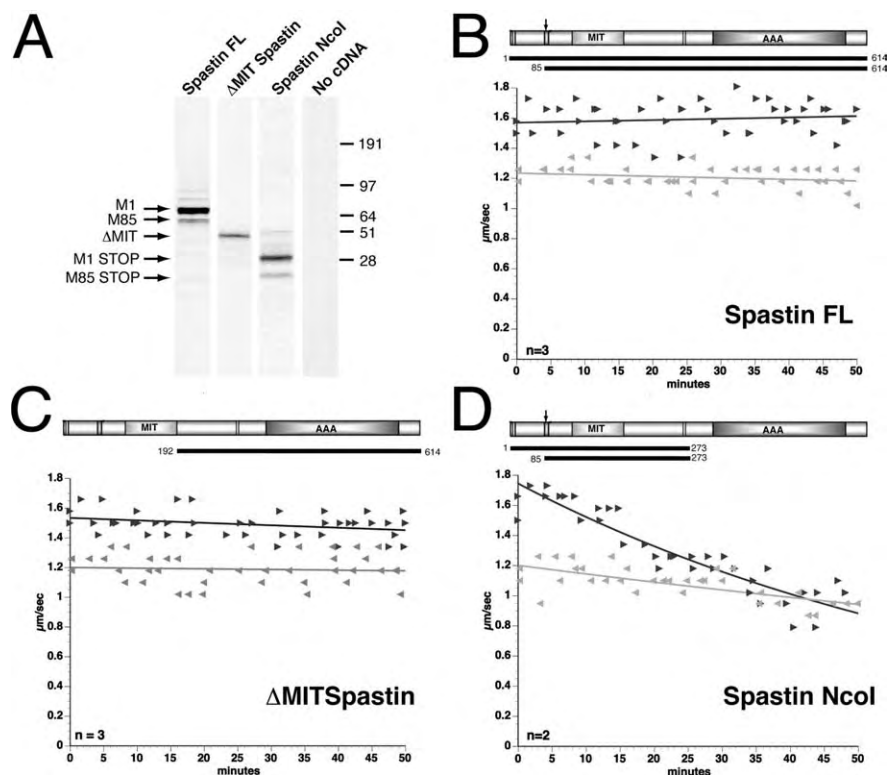 A
Spastin FL
ΔMIT Spastin
Spastin NcoI
No cDNA
191
97
64
51
28
M1
M85
ΔMIT
M1 STOP
M85 STOP
B
MIT
AAA
1
614
85
614
1.8
1.6
1.4
1.2
1
0.8
0.6
0.4
0.2
0
μm/sec
0
5
10
15
20
25
30
35
40
45
50
minutes
n=3
Spastin FL
C
MIT
AAA
192
614
1.8
1.6
1.4
1.2
1
0.8
0.6
0.4
0.2
0
μm/sec
0
5
10
15
20
25
30
35
40
45
50
minutes
n = 3
ΔMITSpastin
D
MIT
AAA
1
273
85
273
1.8
1.6
1.4
1.2
1
0.8
0.6
0.4
0.2
0
μm/sec
0
5
10
15
20
25
30
35
40
45
50
minutes
n=2
Spastin NcoI